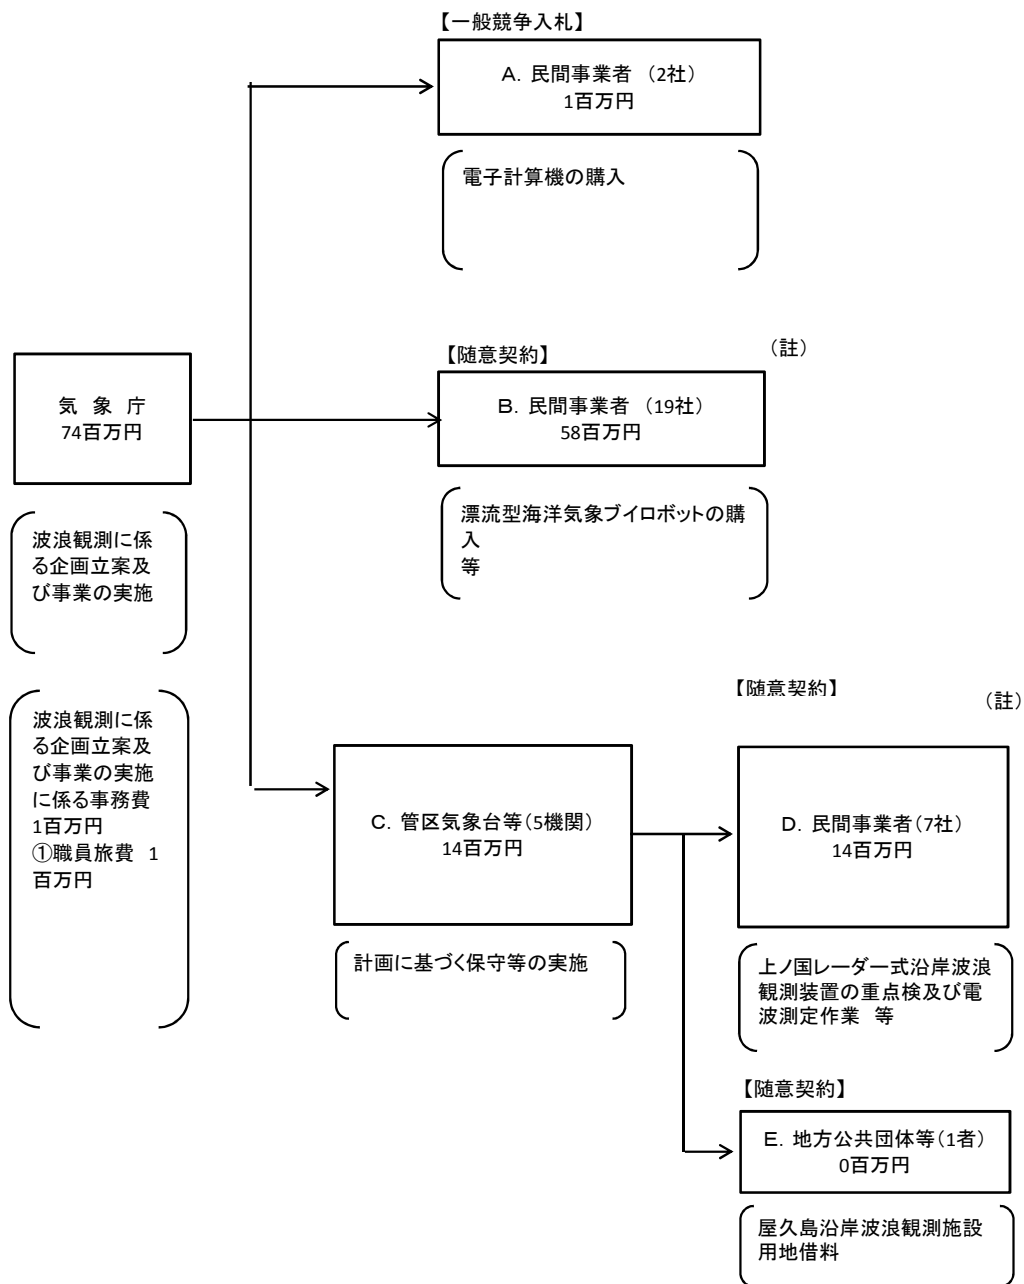 【一般競争入札】
A．民間事業者 （2社）
1百万円
電子計算機の購入
【随意契約】
（註）
B．民間事業者 （19社）
58百万円
漂流型海洋気象ブイロボットの購
入
等
気 象 庁
74百万円
波浪観測に係
る企画立案及
び事業の実施
波浪観測に係
る企画立案及
び事業の実施
に係る事務費
1百万円
①職員旅費 1
百万円
C．管区気象台等（5機関）
14百万円
計画に基づく保守等の実施
【随意契約】
（註）
D．民間事業者（7社）
14百万円
上ノ国レーダー式沿岸波浪
観測装置の重点検及び電
波測定作業 等
【随意契約】
E．地方公共団体等（1者）
0百万円
屋久島沿岸波浪観測施設
用地借料